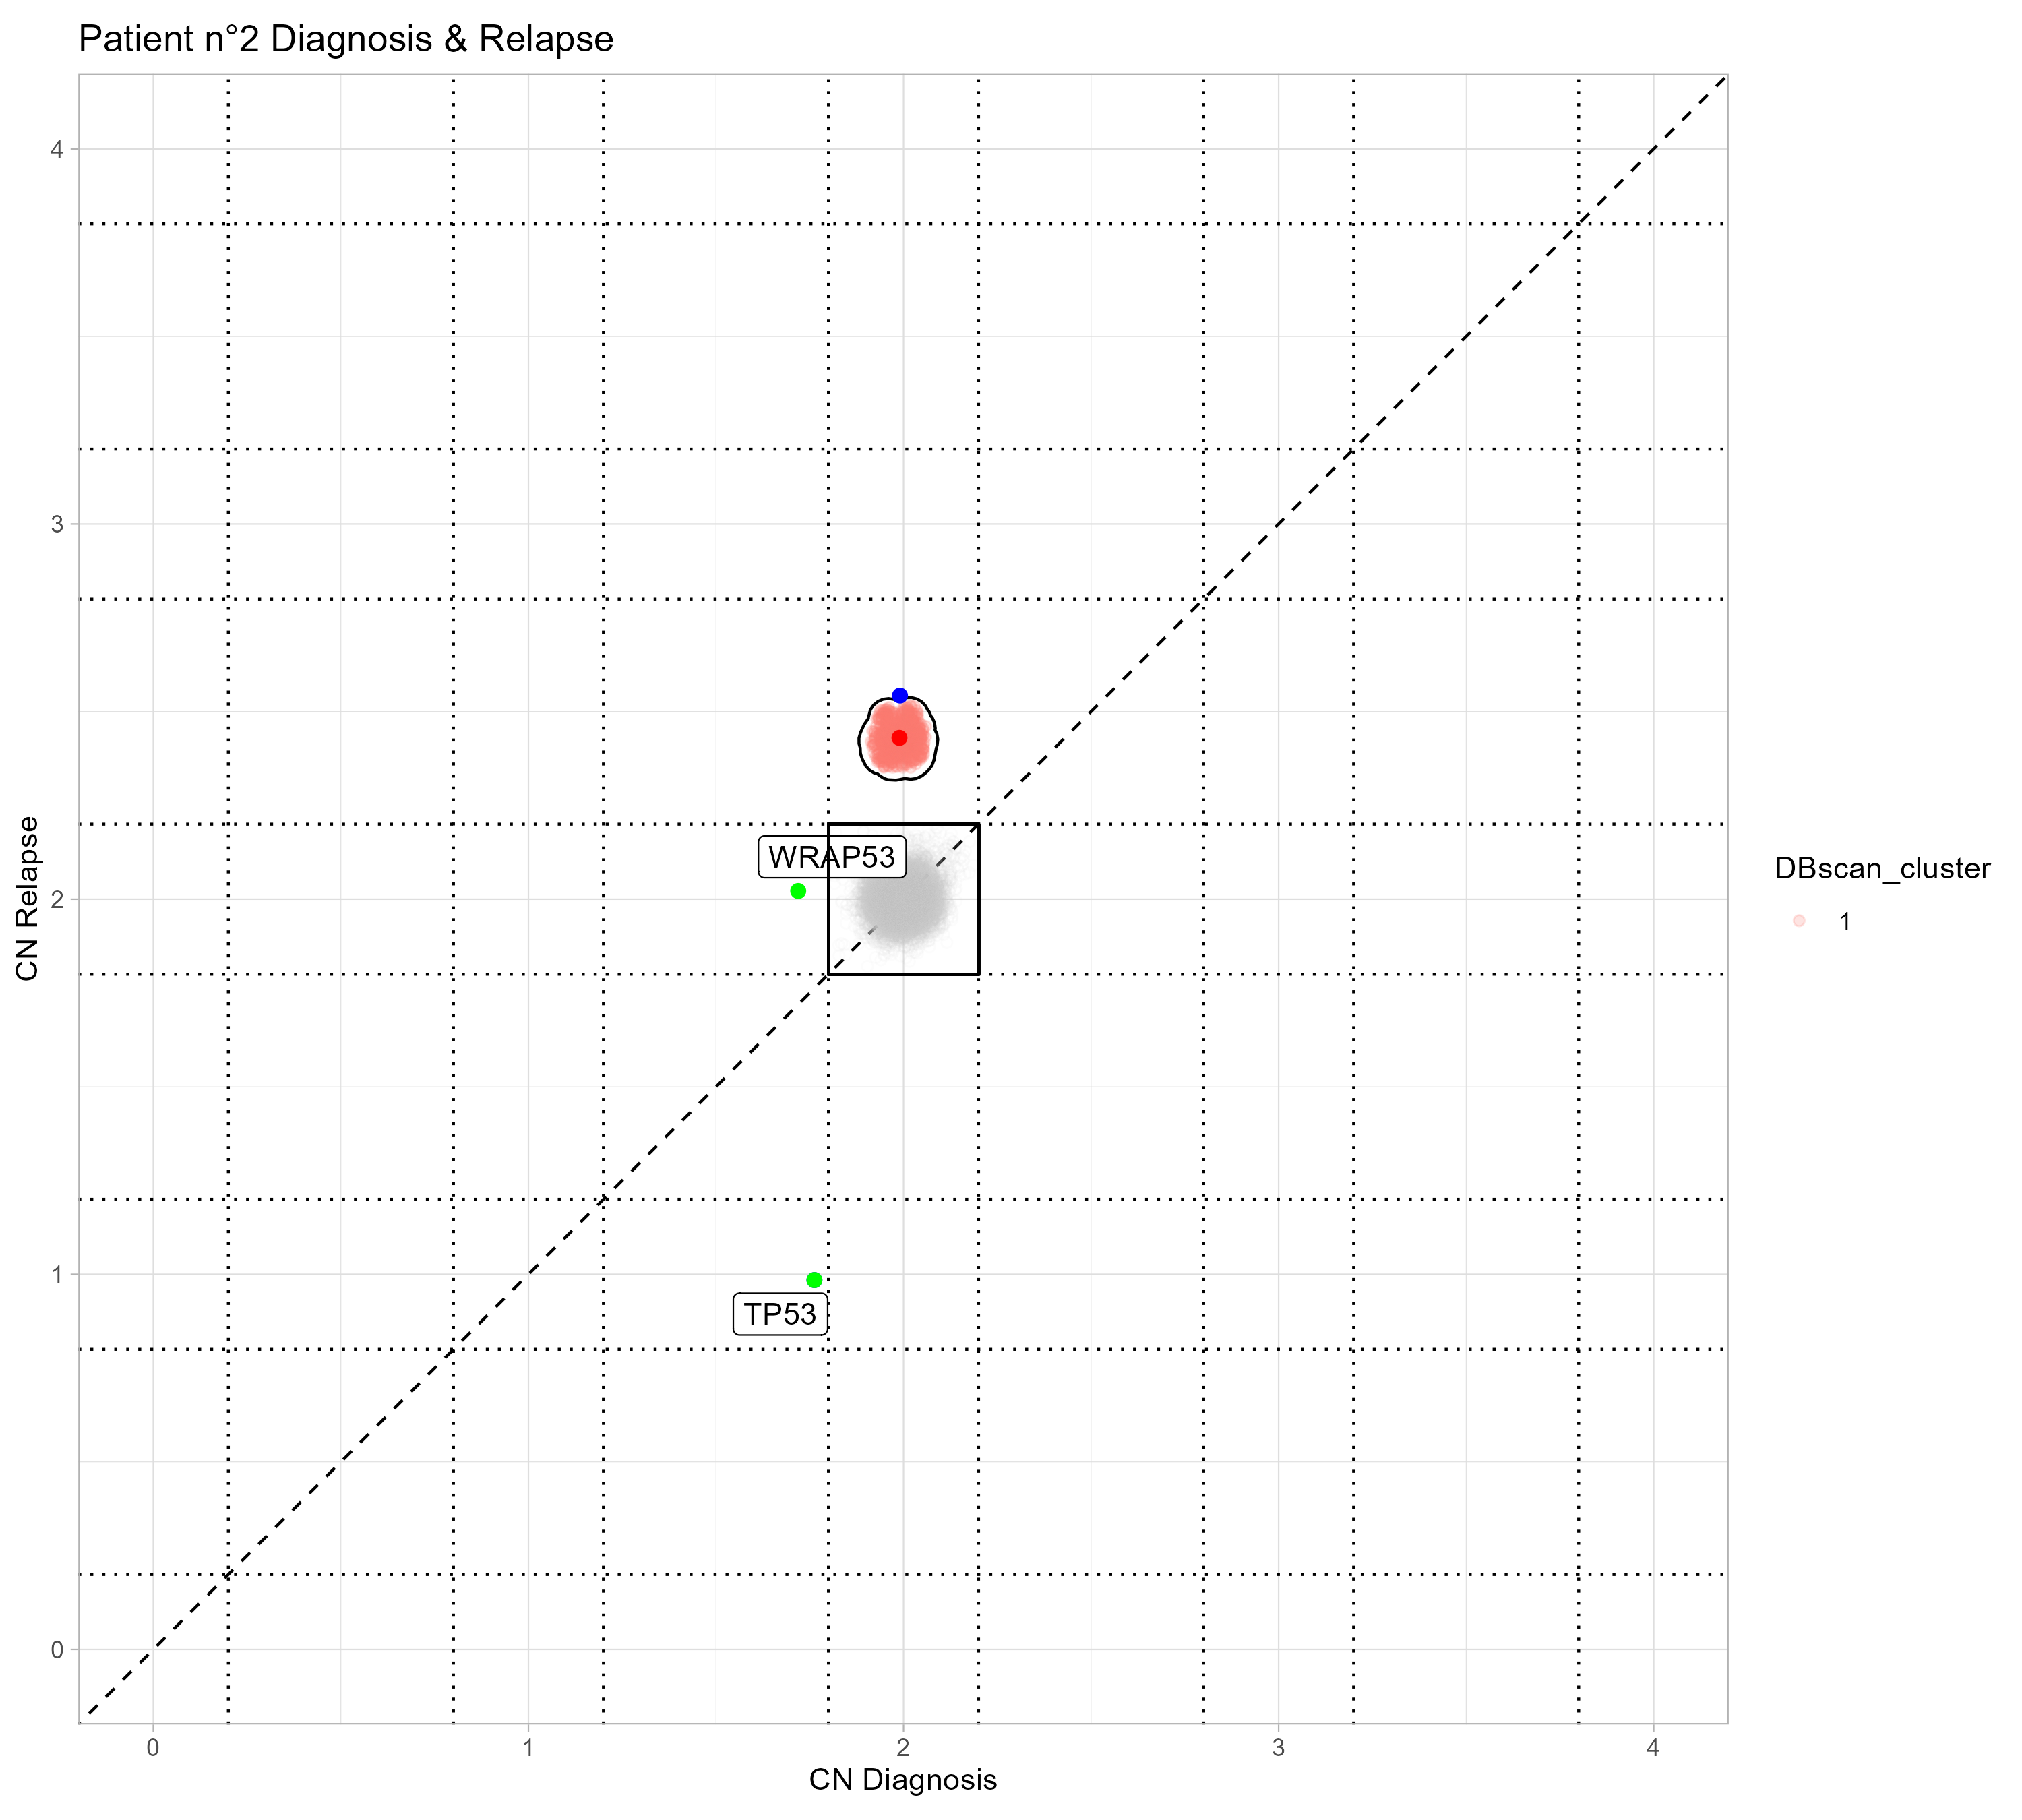 Patient n°2 Diagnosis & Relapse
4
3
2
1
0
CN Relapse
WRAP53
TP53
0 1 2 3 4
CN Diagnosis
DBscan_cluster
1